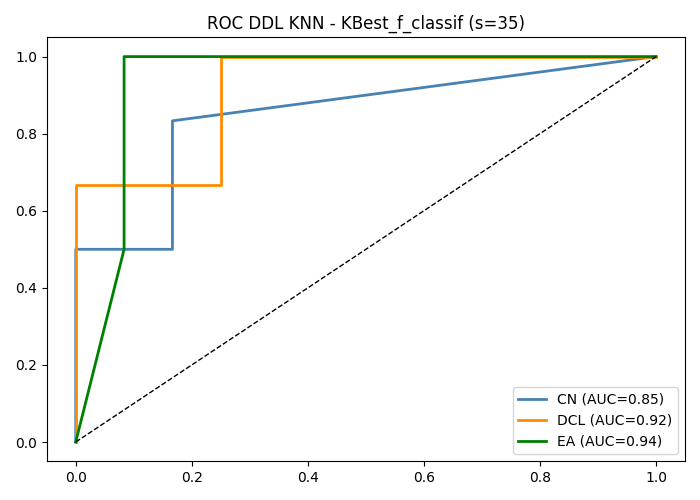 ROC DDL KNN - KBest_f_classif (s=35)
1.0
0.8
0.6
0.4
0.2
0.0
0.0 0.2 0.4 0.6 0.8 1.0
CN (AUC=0.85)
DCL (AUC=0.92)
EA (AUC=0.94)